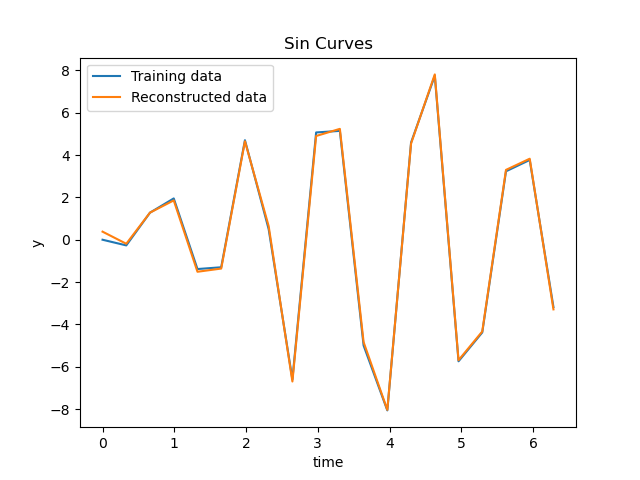 Sin Curves
Training data
Reconstructed data
8
6
4
2
0
−2
−4
−6
−8
y
0 1 2 3 4 5 6
time